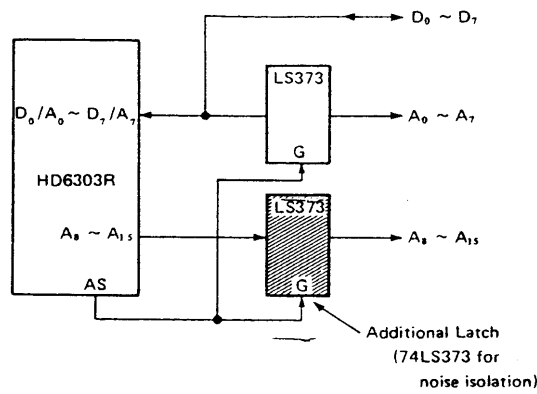 D₀ ~ D₇
LS373
D₀/A₀ ~ D₇/A₇
A₀ ~ A₇
G
HD6303R
LS373
A₈ ~ A₁₅
A₈ ~ A₁₅
AS
G
Additional Latch
(74LS373 for
noise isolation)